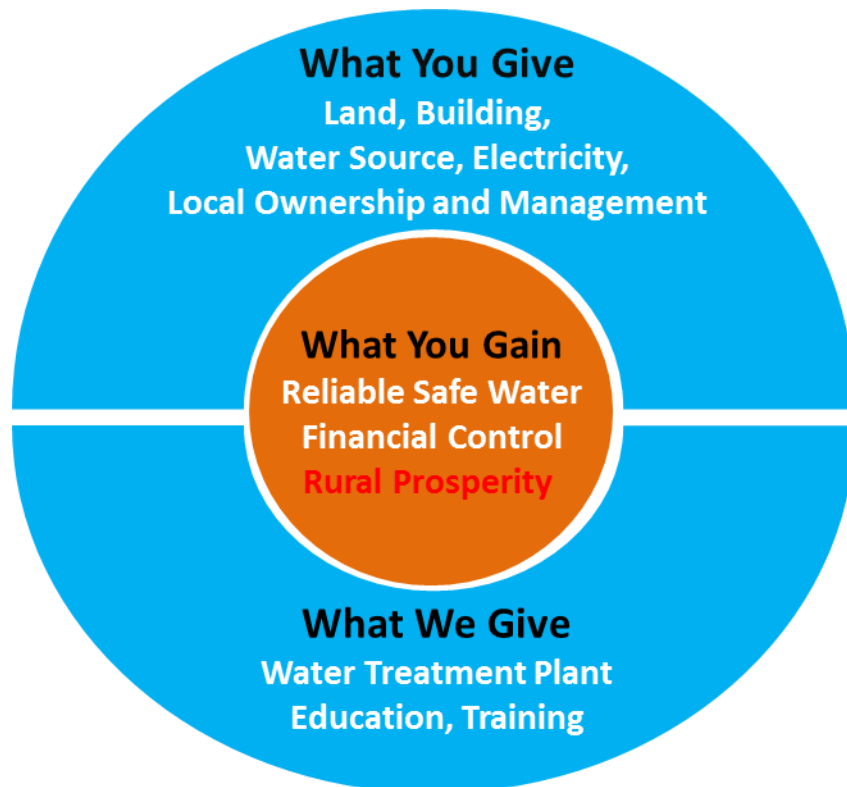 What You Give
Land, Building,
Water Source, Electricity,
Local Ownership and Management
What You Gain
Reliable Safe Water
Financial Control
Rural Prosperity
What We Give
Water Treatment Plant
Education, Training